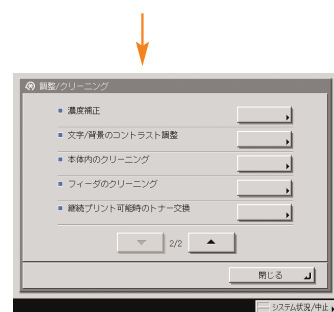 調整/クリーニング
濃度補正
文字/背景のコントラスト調整
本体内のクリーニング
フィーダのクリーニング
継続プリント可能時のトナー交換
2/2
閉じる
システム状況/中止